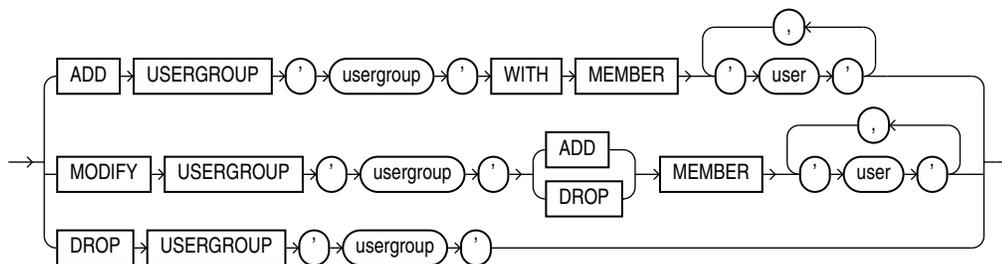 ,
ADD USERGROUP ' usergroup ' WITH MEMBER ' user '
,
ADD
MODIFY USERGROUP ' usergroup ' MEMBER ' user '
DROP
DROP USERGROUP ' usergroup '